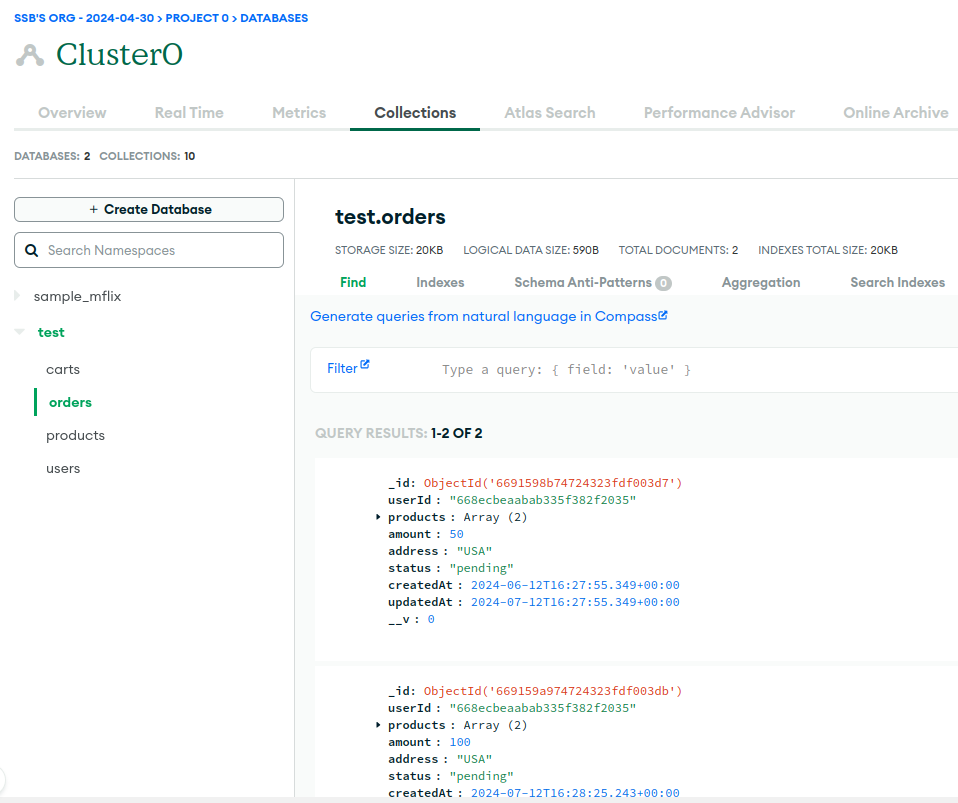 SSB'S ORG - 2024-04-30 > PROJECT 0 > DATABASES
Cluster0
Overview Real Time Metrics Collections Atlas Search Performance Advisor Online Archive
DATABASES: 2 COLLECTIONS: 10
+ Create Database
Search Namespaces
sample_mflix
test
carts
orders
products
users
test.orders
STORAGE SIZE: 20KB LOGICAL DATA SIZE: 590B TOTAL DOCUMENTS: 2 INDEXES TOTAL SIZE: 20KB
Find Indexes Schema Anti-Patterns 0 Aggregation Search Indexes
Generate queries from natural language in Compass
Filter Type a query: { field: 'value' }
QUERY RESULTS: 1-2 OF 2
_id: ObjectId('6691598b74724323fdf003d7')
userId : "668ecbeaabab335f382f2035"
products : Array (2)
amount : 50
address : "USA"
status : "pending"
createdAt : 2024-06-12T16:27:55.349+00:00
updatedAt : 2024-07-12T16:27:55.349+00:00
__v : 0
_id: ObjectId('669159a974724323fdf003db')
userId : "668ecbeaabab335f382f2035"
products : Array (2)
amount : 100
address : "USA"
status : "pending"
createdAt : 2024-07-12T16:28:25.243+00:00